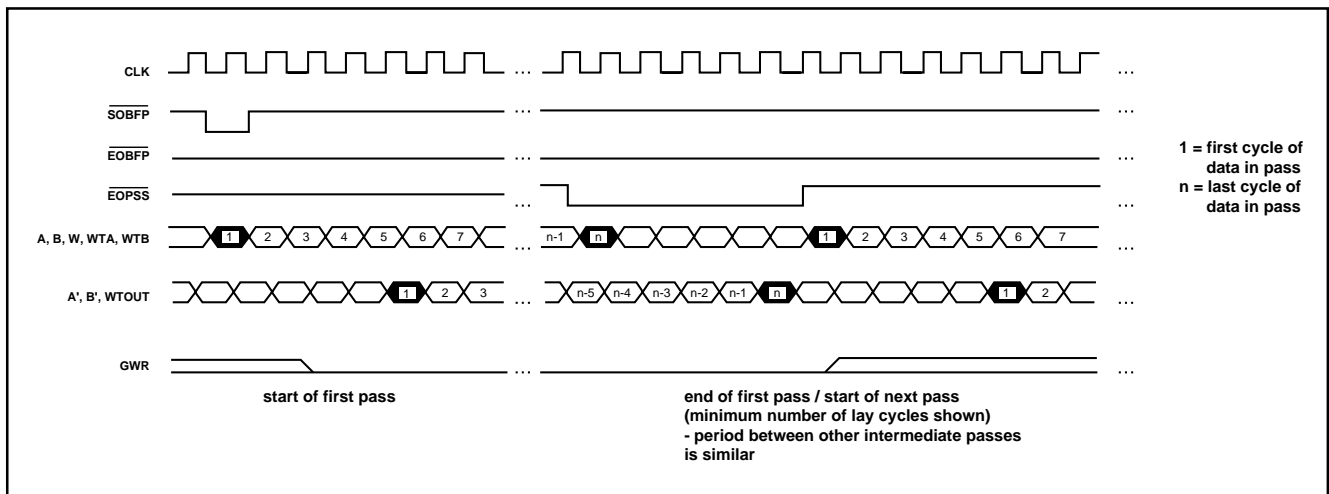 CLK
...
...
SOBFP
...
...
EOBFP
...
...
1 = first cycle of
data in pass
n = last cycle of
data in pass
EOPSS
...
...
A, B, W, WTA, WTB
1
2
3
4
5
6
7
...
n-1
n
1
2
3
4
5
6
7
...
A', B', WTOUT
1
2
3
...
n-5
n-4
n-3
n-2
n-1
n
1
2
...
GWR
...
...
start of first pass
end of first pass / start of next pass
(minimum number of lay cycles shown)
- period between other intermediate passes
is similar